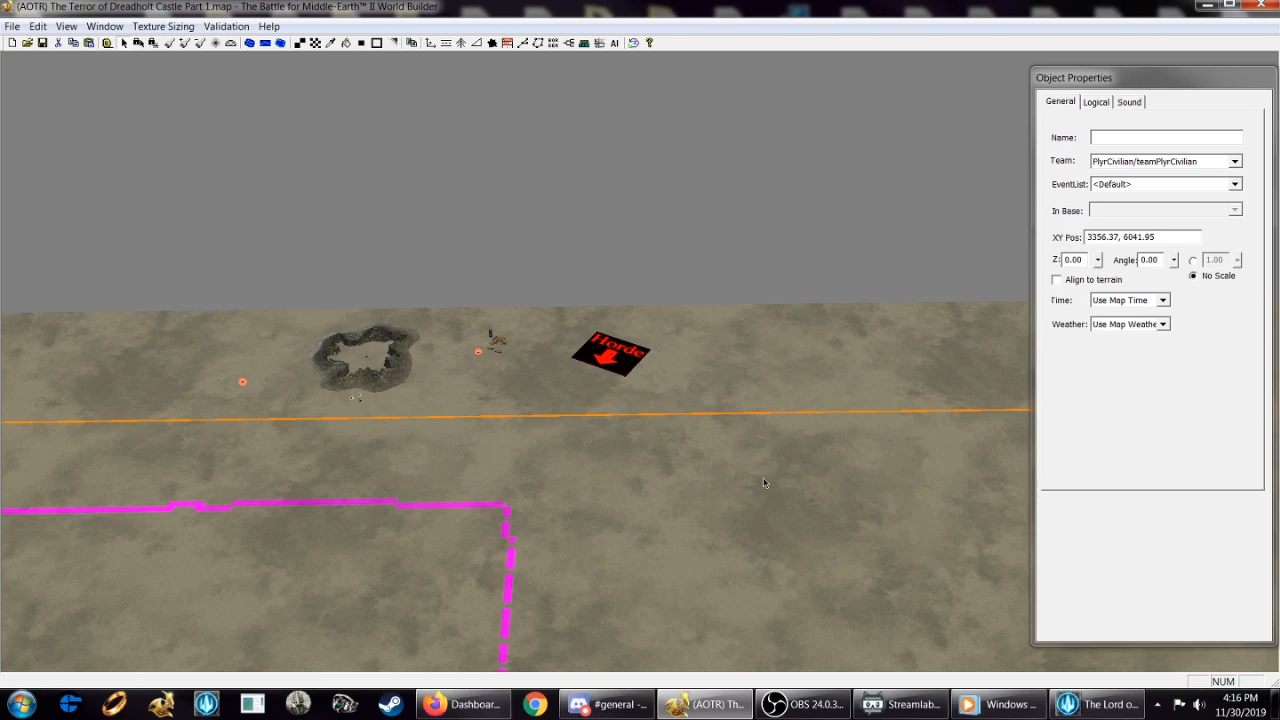 (AOTR) The Terror of Dreadholt Castle Part 1.map - The Battle for Middle-Earth™ II World Builder
File Edit View Window Texture Sizing Validation Help
AI
Object Properties
General Logical Sound
Name:
Team: PlyrCivilian/teamPlyrCivilian
EventList: <Default>
In Base:
XY Pos: 3356.37, 6041.95
Z: 0.00 Angle: 0.00 1.00
No Scale
Align to terrain
Time: Use Map Time
Weather: Use Map Weathe
Horde
NUM
Dashboar... #general -... (AOTR) Th... OBS 24.0.3... Streamlab... Windows ... The Lord o...
4:16 PM
11/30/2019